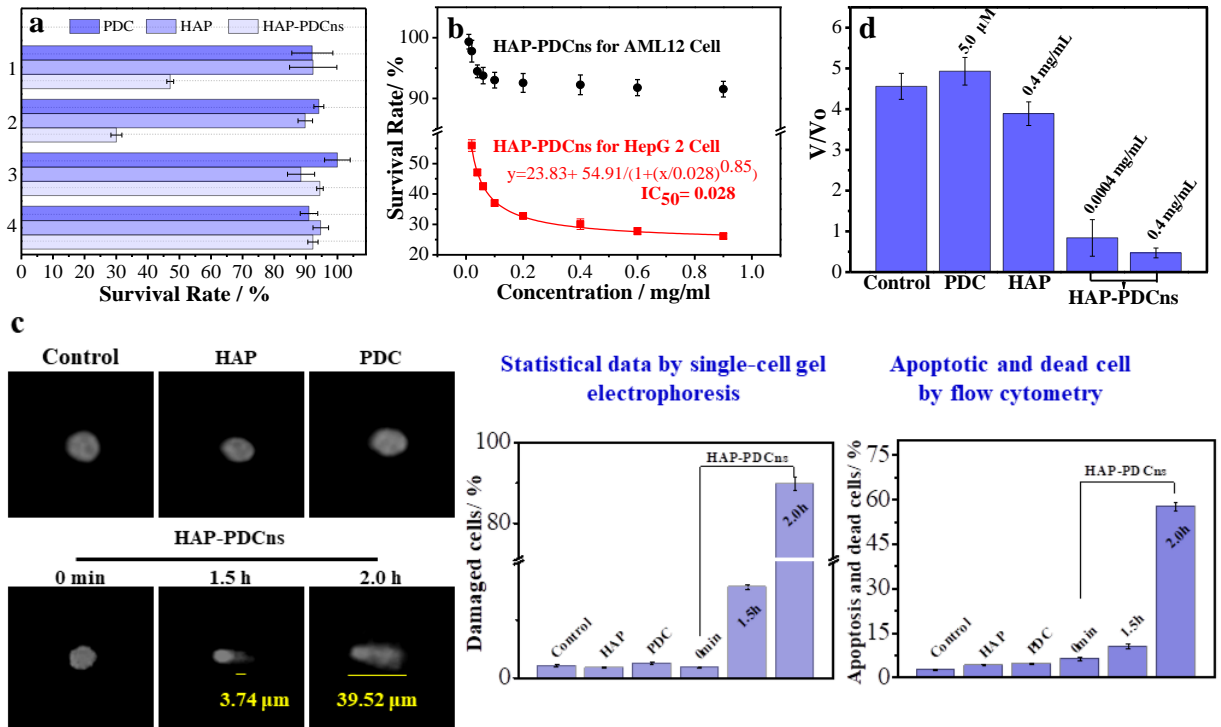 a
PDC HAP HAP-PDCns
1
2
3
4
0 10 20 30 40 50 60 70 80 90 100
Survival Rate / %
b
HAP-PDCns for AML12 Cell
HAP-PDCns for HepG 2 Cell
y=23.83+ 54.91/(1+(x/0.028)^0.85)
IC50= 0.028
Survival Rate/ %
100
90
50
40
30
20
0.0 0.2 0.4 0.6 0.8 1.0
Concentration / mg/ml
d
V/Vo
6
5
4
3
2
1
0
5.0 μM
0.4 mg/mL
0.0004 mg/mL
0.4 mg/mL
Control PDC HAP HAP-PDCns
c
Control HAP PDC
HAP-PDCns
0 min 1.5 h 2.0 h
3.74 μm
39.52 μm
Statistical data by single-cell gel
electrophoresis
Damaged cells/ %
100
90
0
HAP-PDCns
Control
HAP
PDC
0min
1.5h
2.0h
Apoptotic and dead cell
by flow cytometry
Apoptosis and dead cells/ %
75
60
45
30
15
0
HAP-PDCns
Control
HAP
PDC
0min
1.5h
2.0h